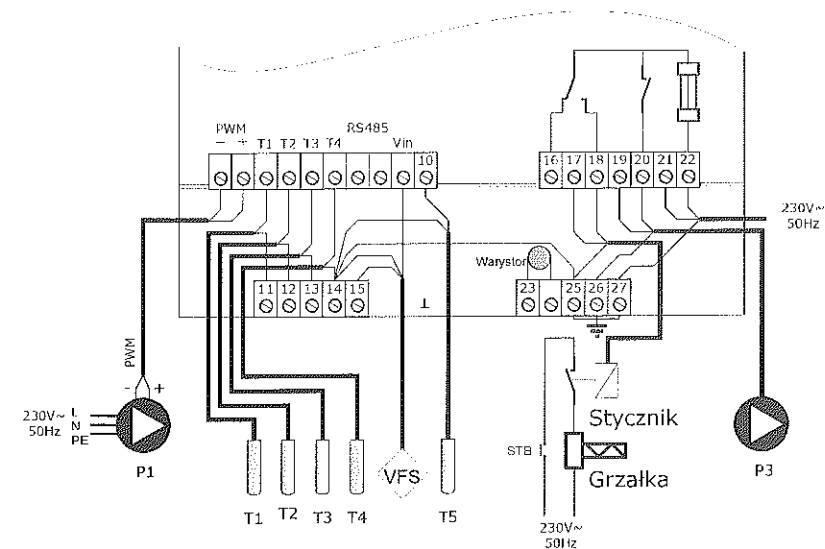 PWM
- + T1 T2 T3 T4
RS485
Vin
10
16 17 18 19 20 21 22
230V~
50Hz
Warystor
11 12 13 14 15
⊥
23 25 26 27
PWM
- +
230V~
50Hz
L
N
PE
P1
T1 T2 T3 T4
VFS
T5
Stycznik
STB
Grzałka
230V~
50Hz
P3